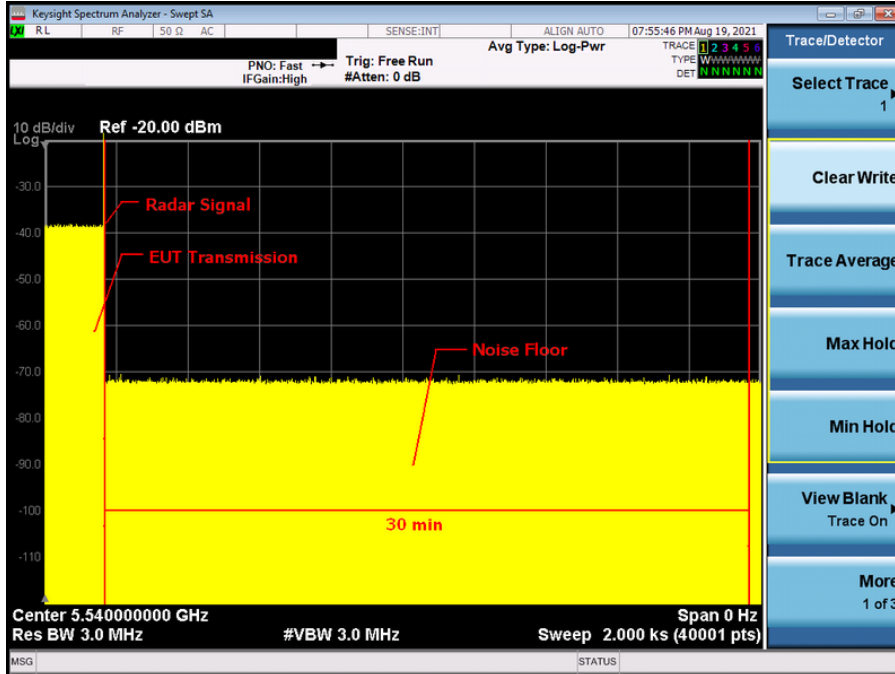 Keysight Spectrum Analyzer - Swept SA
LXI RL RF 50 Ω AC SENSE:INT ALIGN AUTO 07:55:46 PM Aug 19, 2021
Avg Type: Log-Pwr
TRACE 1 2 3 4 5 6
TYPE W
DET N N N N N N
PNO: Fast
IFGain:High
Trig: Free Run
#Atten: 0 dB
10 dB/div Ref -20.00 dBm
Log
-30.0
-40.0
-50.0
-60.0
-70.0
-80.0
-90.0
-100
-110
Radar Signal
EUT Transmission
Noise Floor
30 min
Center 5.540000000 GHz Span 0 Hz
Res BW 3.0 MHz #VBW 3.0 MHz Sweep 2.000 ks (40001 pts)
MSG STATUS
Trace/Detector
Select Trace
1
Clear Write
Trace Average
Max Hold
Min Hold
View Blank
Trace On
More
1 of 3